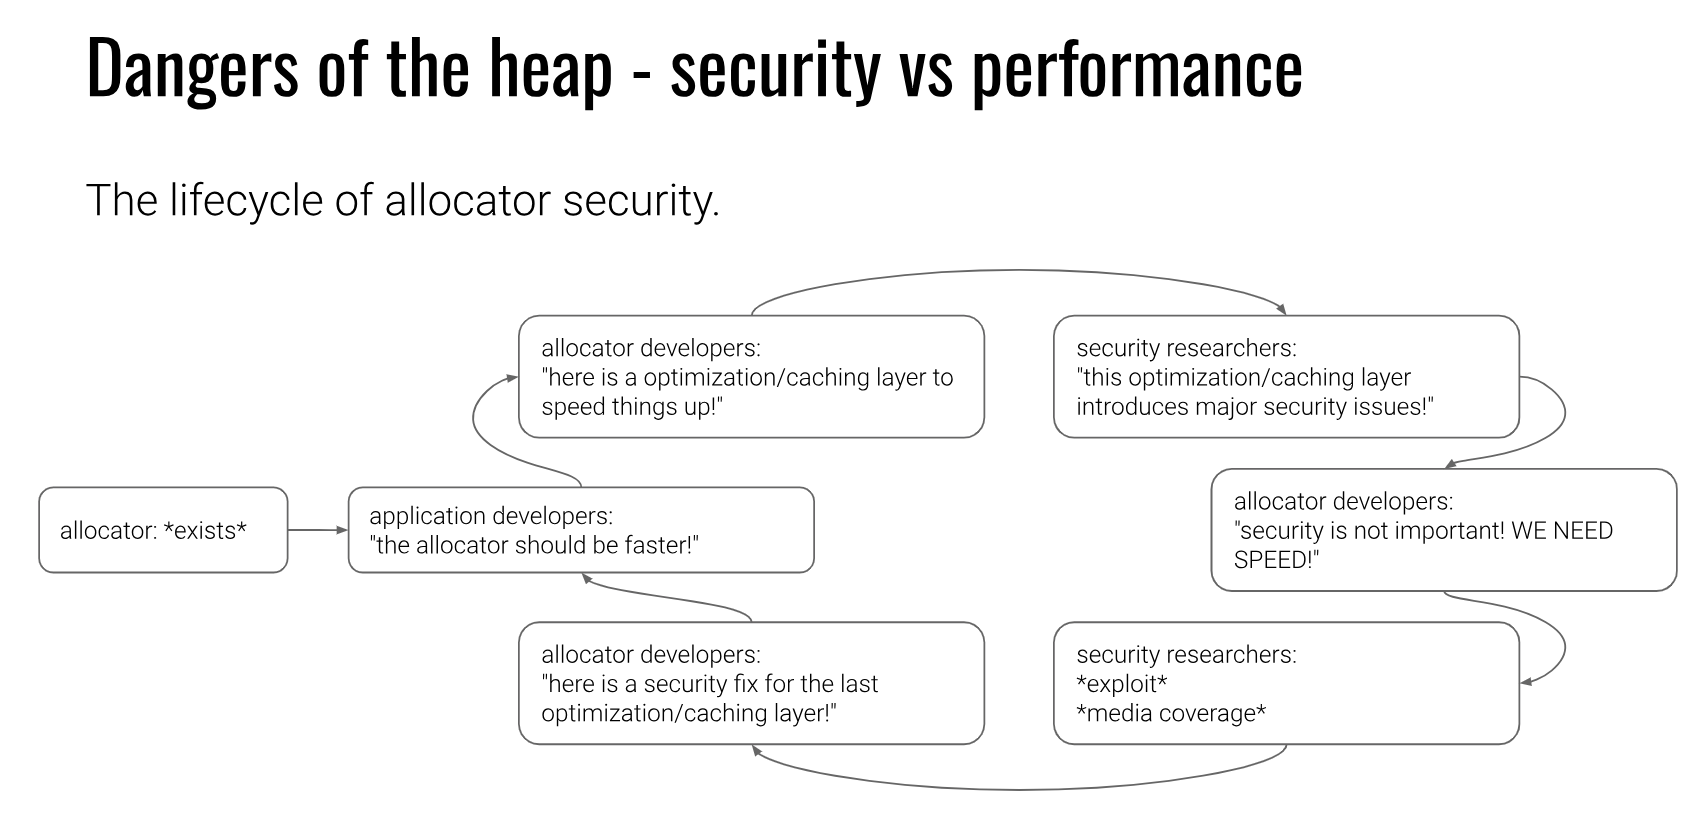 Dangers of the heap - security vs performance
The lifecycle of allocator security.
allocator: *exists*
application developers:
"the allocator should be faster!"
allocator developers:
"here is a optimization/caching layer to
speed things up!"
security researchers:
"this optimization/caching layer
introduces major security issues!"
allocator developers:
"security is not important! WE NEED
SPEED!"
security researchers:
*exploit*
*media coverage*
allocator developers:
"here is a security fix for the last
optimization/caching layer!"